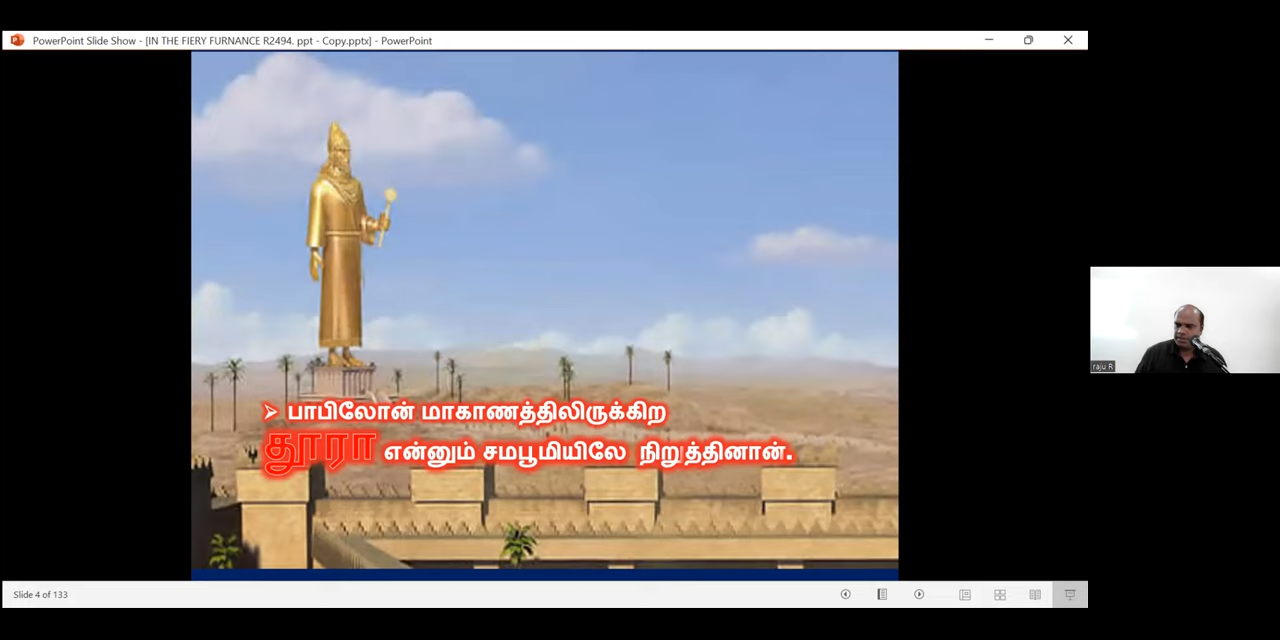 PowerPoint Slide Show - [IN THE FIERY FURNANCE R2494. ppt - Copy.pptx] - PowerPoint
➢ பாபிலோன் மாகாணத்திலிருக்கிற
தூரா என்னும் சமபூமியிலே நிறுத்தினான்.
raju R
Slide 4 of 133